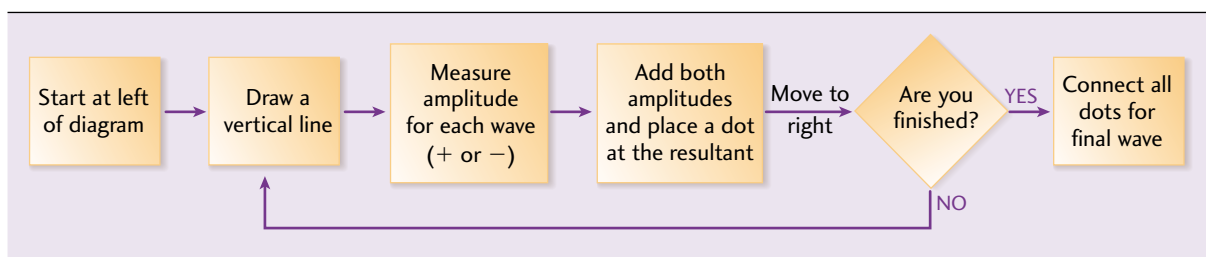 Start at left
of diagram
Draw a
vertical line
Measure
amplitude
for each wave
(+ or −)
Add both
amplitudes
and place a dot
at the resultant
Move to
right
Are you
finished?
YES
Connect all
dots for
final wave
NO